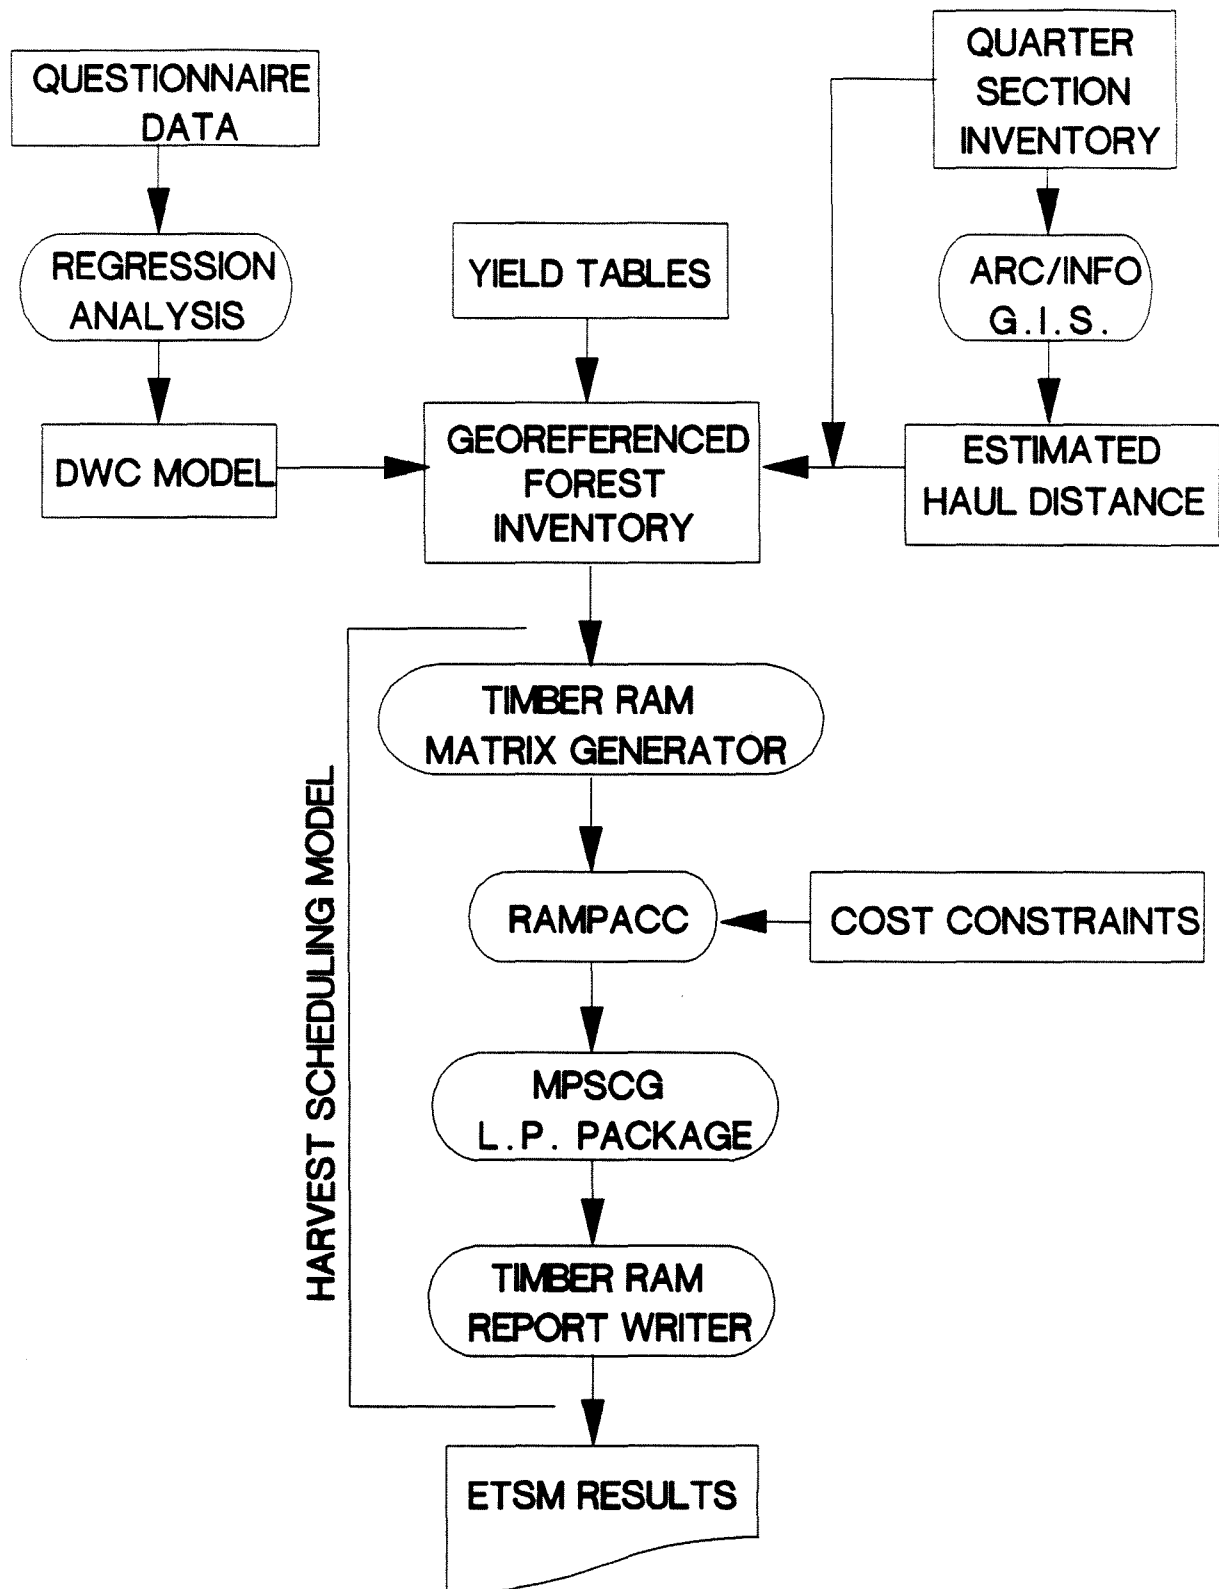 QUESTIONNAIRE
DATA
QUARTER
SECTION
INVENTORY
REGRESSION
ANALYSIS
YIELD TABLES
ARC/INFO
G.I.S.
DWC MODEL
GEOREFERENCED
FOREST
INVENTORY
ESTIMATED
HAUL DISTANCE
HARVEST SCHEDULING MODEL
TIMBER RAM
MATRIX GENERATOR
RAMPACC
COST CONSTRAINTS
MPSCG
L.P. PACKAGE
TIMBER RAM
REPORT WRITER
ETSM RESULTS